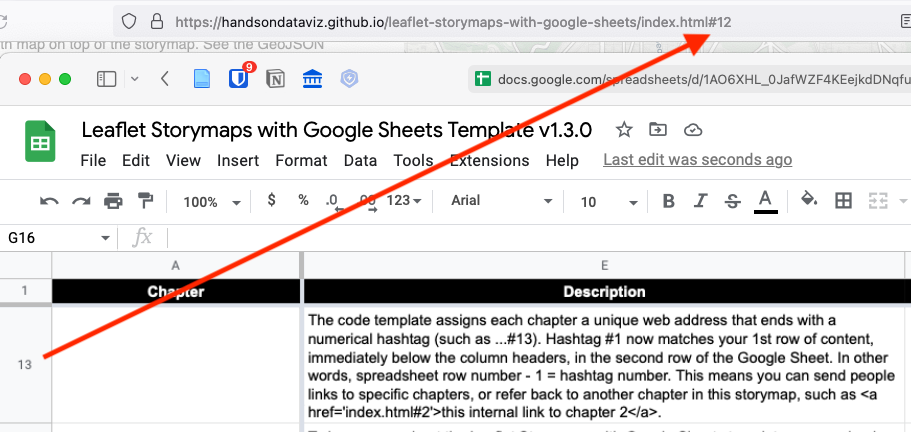 https://handsondataviz.github.io/leaflet-storymaps-with-google-sheets/index.html#12
th map on top of the storymap. See the GeoJSON
9
docs.google.com/spreadsheets/d/1AO6XHL_0JafWZF4KEejkdDNqfu
Leaflet Storymaps with Google Sheets Template v1.3.0
File Edit View Insert Format Data Tools Extensions Help Last edit was seconds ago
100% $ % .0 .00 123 Arial 10 B I S A
G16 fx
A E
1 Chapter Description
The code template assigns each chapter a unique web address that ends with a
numerical hashtag (such as ...#13). Hashtag #1 now matches your 1st row of content,
immediately below the column headers, in the second row of the Google Sheet. In other
13 words, spreadsheet row number - 1 = hashtag number. This means you can send people
links to specific chapters, or refer back to another chapter in this storymap, such as <a
href='index.html#2'>this internal link to chapter 2</a>.